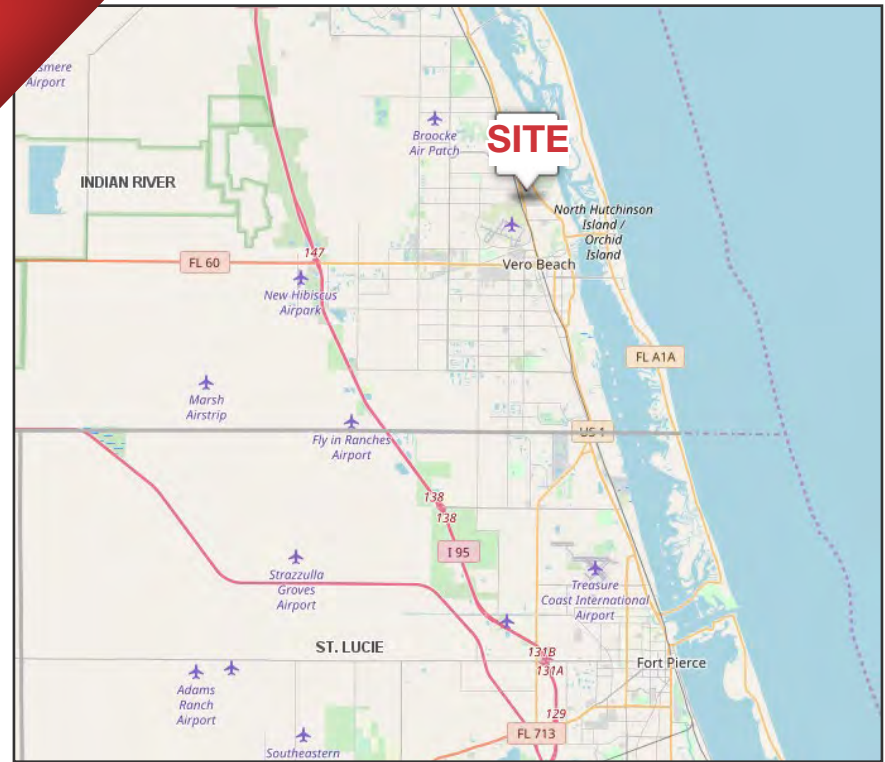 smere
Airport
Broocke
Air Patch
SITE
INDIAN RIVER
North Hutchinson
Island /
Orchid
Island
147
FL 60
Vero Beach
New Hibiscus
Airpark
FL A1A
Marsh
Airstrip
US 1
Fly in Ranches
Airport
138
138
I 95
Strazzulla
Groves
Airport
Treasure
Coast International
Airport
ST. LUCIE
131B
131A
Fort Pierce
Adams
Ranch
Airport
129
FL 713
Southeastern